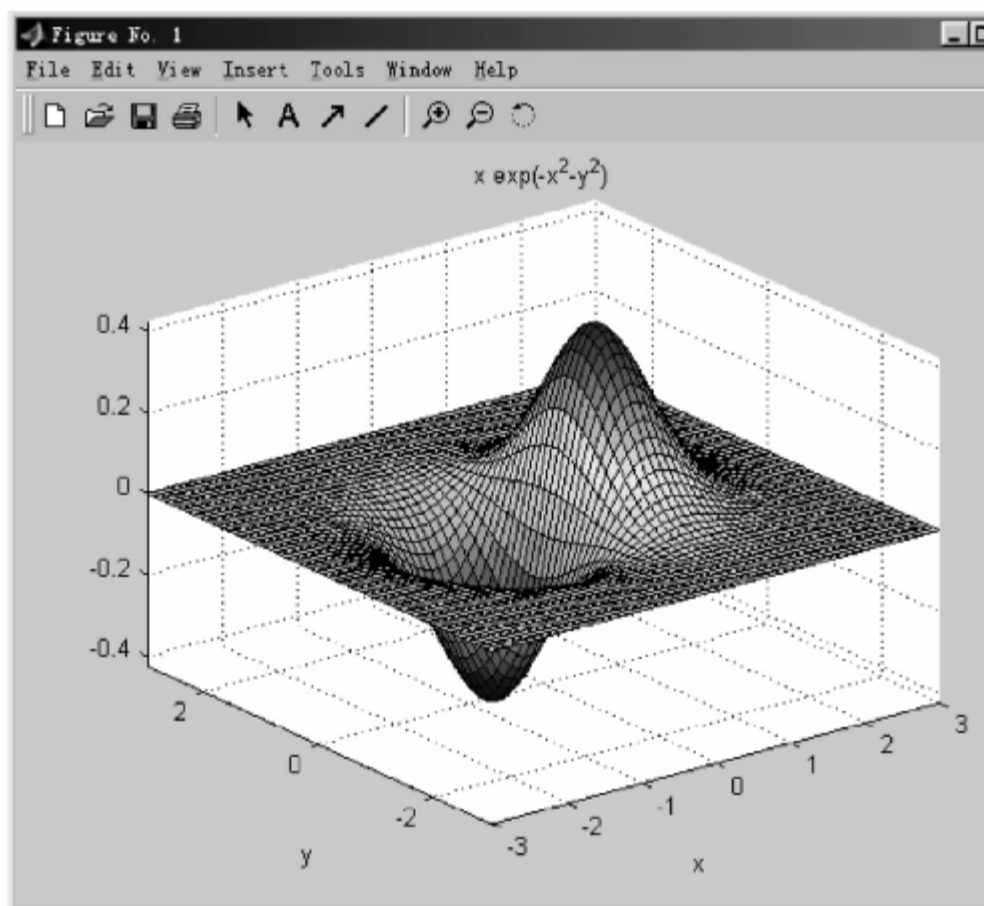 Figure No. 1
File Edit View Insert Tools Window Help
A
x exp(-x²-y²)
0.4
0.2
0
-0.2
-0.4
2
0
-2
y
-3
-2
-1
0
1
2
3
x